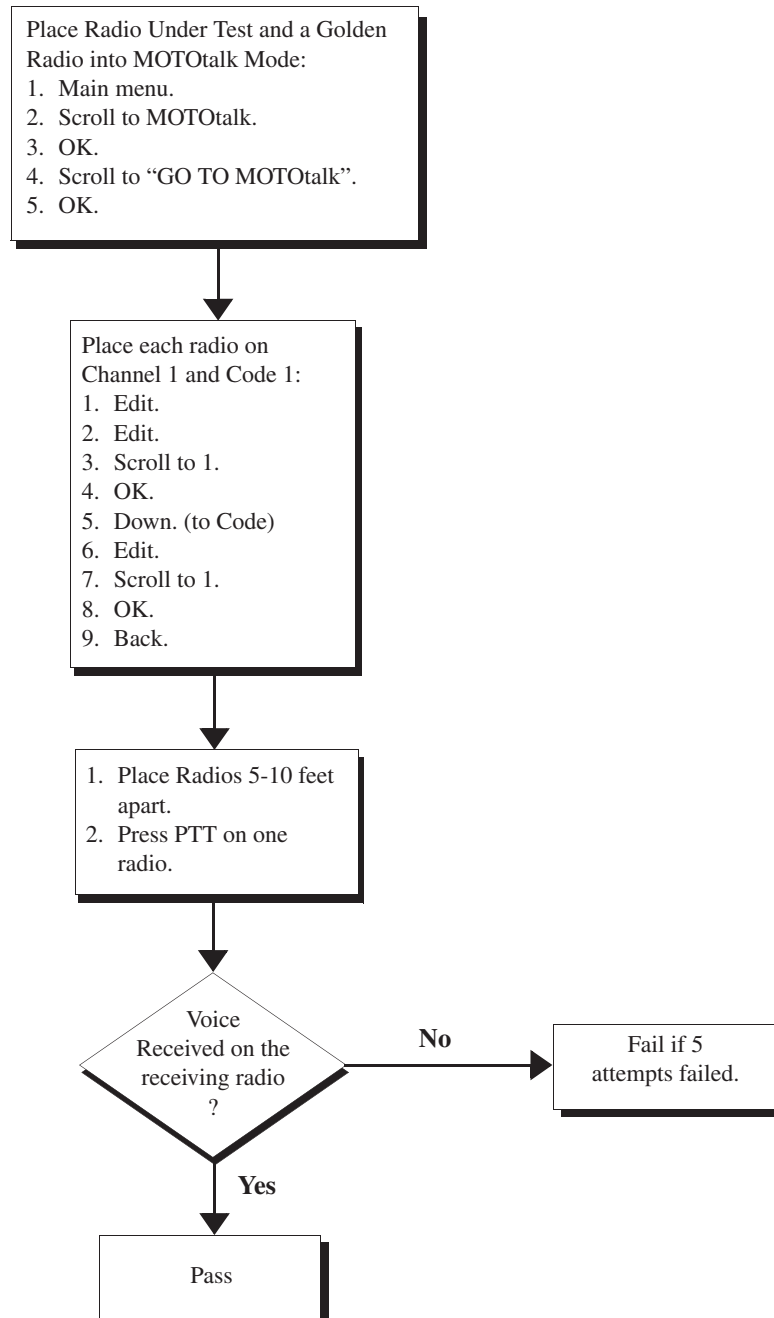 Place Radio Under Test and a Golden
Radio into MOTOtalk Mode:
1. Main menu.
2. Scroll to MOTOtalk.
3. OK.
4. Scroll to “GO TO MOTOtalk”.
5. OK.
Place each radio on
Channel 1 and Code 1:
1. Edit.
2. Edit.
3. Scroll to 1.
4. OK.
5. Down. (to Code)
6. Edit.
7. Scroll to 1.
8. OK.
9. Back.
1. Place Radios 5-10 feet
apart.
2. Press PTT on one
radio.
Voice
Received on the
receiving radio
?
No
Fail if 5
attempts failed.
Yes
Pass